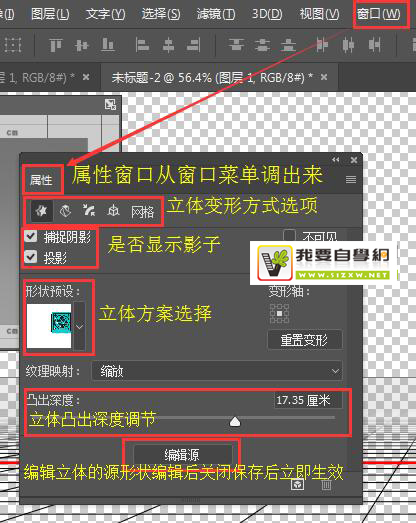 象(I) 图层(L) 文字(Y) 选择(S) 滤镜(T) 3D(D) 视图(V) 窗口(W)
层 1, RGB/8#) * × 未标题-2 @ 56.4% (图层 1, RGB/8#) * ×
cm cm
属性
属性窗口从窗口菜单调出来
网格
立体变形方式选项
捕捉阴影
不可见
投影
是否显示影子
我要自學網
WWW.51ZXW.NET
形状预设：
变形轴：
立体方案选择
重置变形
纹理映射： 缩放
凸出深度： 17.35 厘米
立体凸出深度调节
编辑源
编辑立体的源形状编辑后关闭保存后立即生效